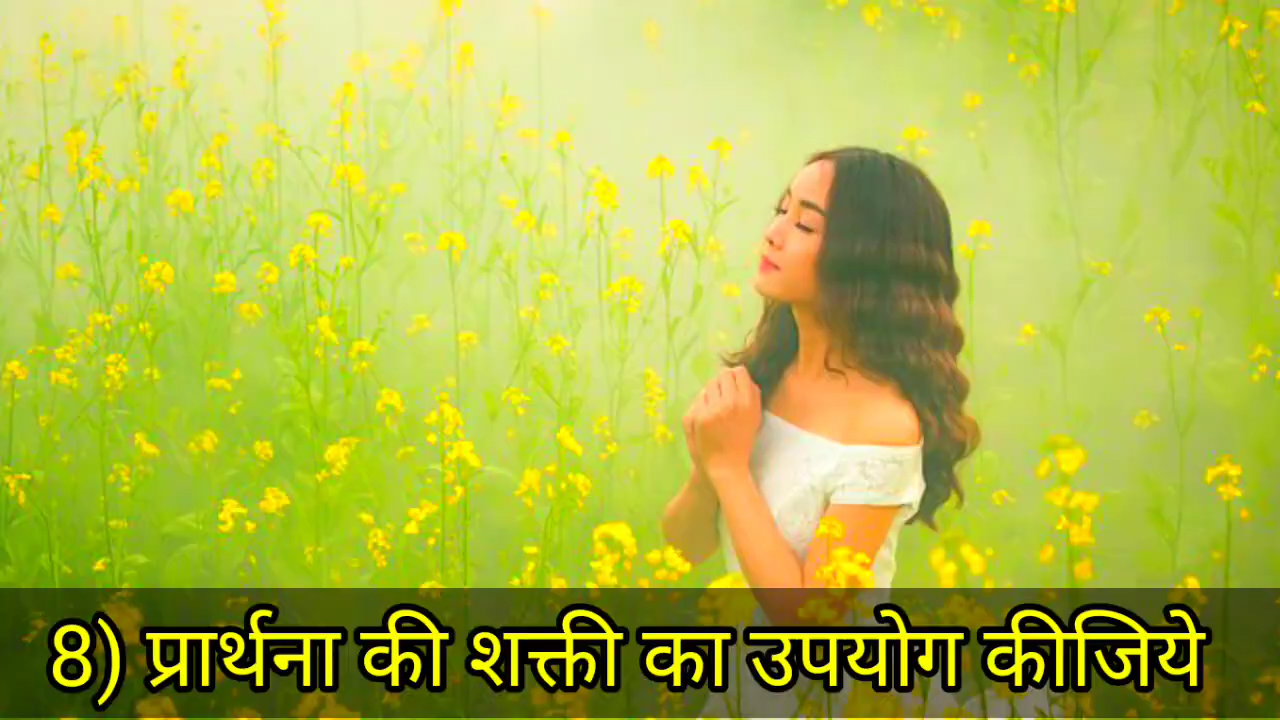 8) प्रार्थना की शक्ती का उपयोग कीजिये